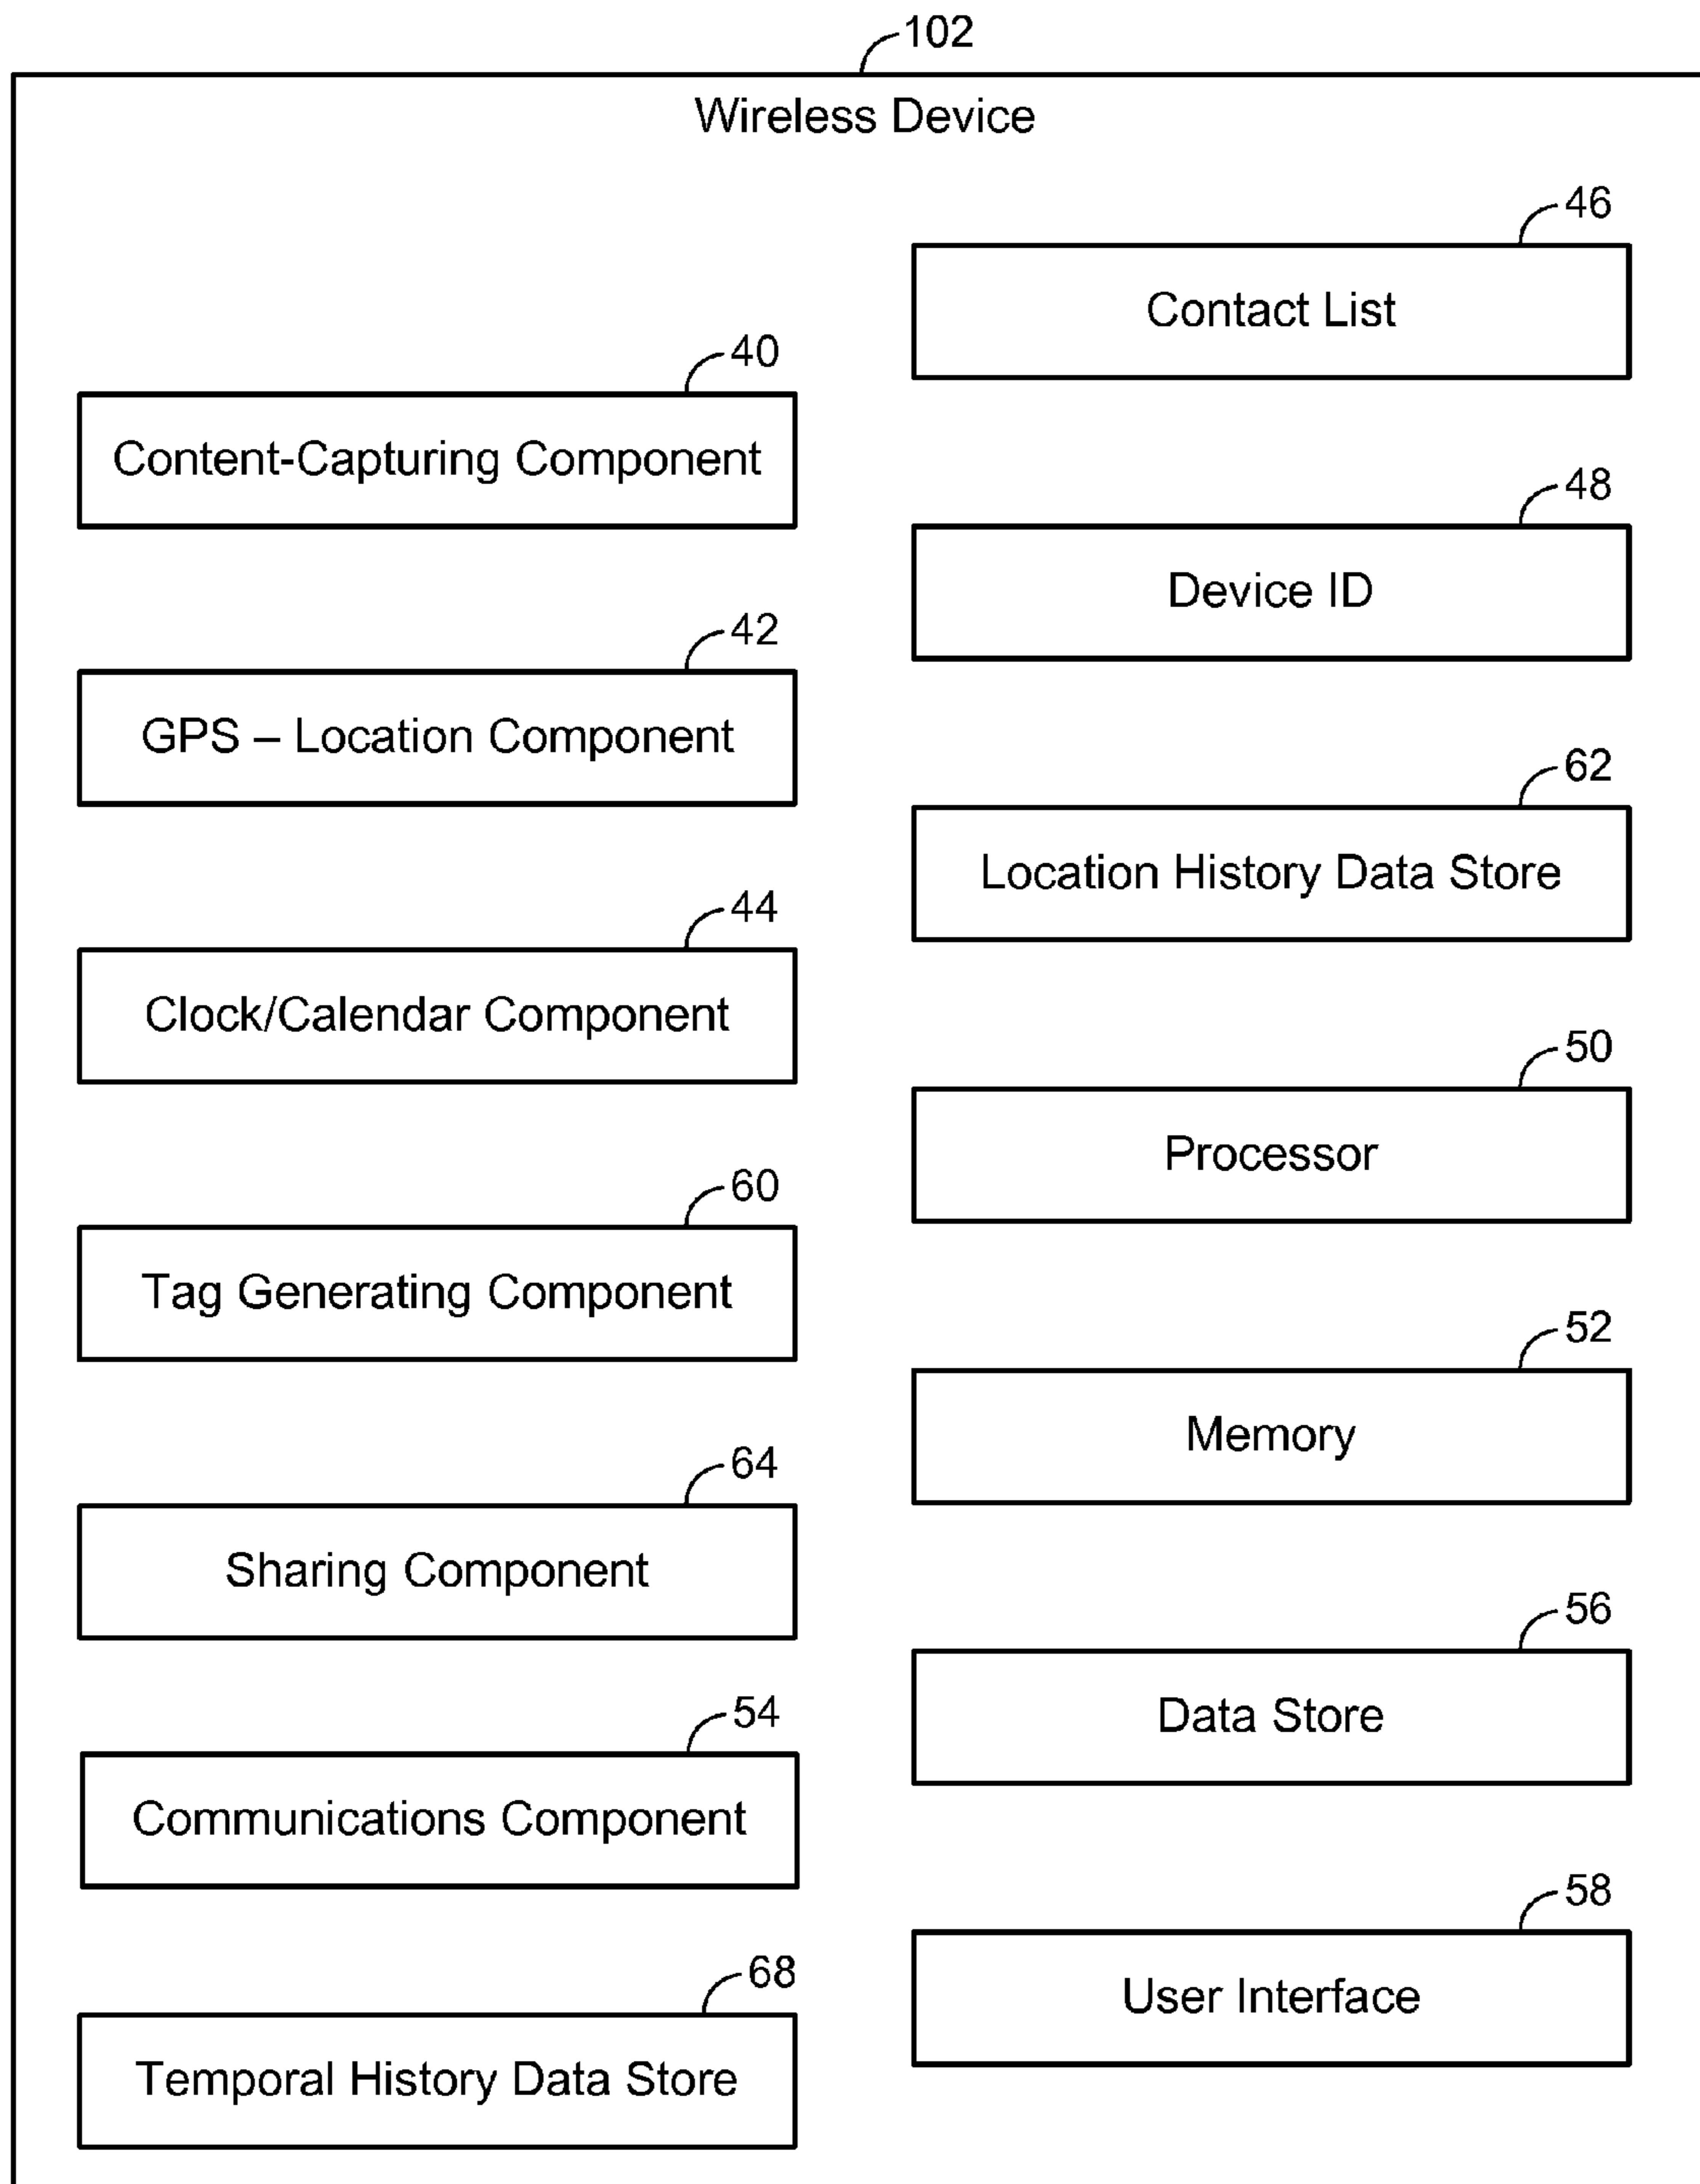 102
Wireless Device
46
Contact List
40
Content-Capturing Component
48
Device ID
42
GPS – Location Component
62
Location History Data Store
44
Clock/Calendar Component
50
Processor
60
Tag Generating Component
52
Memory
64
Sharing Component
56
Data Store
54
Communications Component
58
User Interface
68
Temporal History Data Store